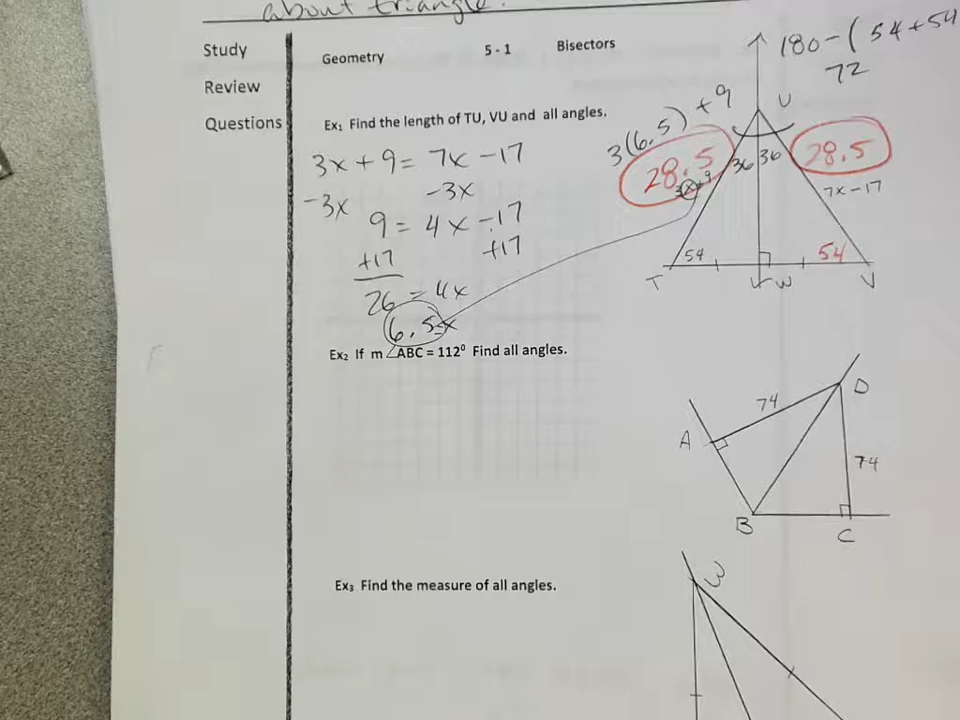 about triangle.
Study
Review
Questions
Geometry 5 - 1 Bisectors
Ex1 Find the length of TU, VU and all angles.
3x + 9 = 7x - 17
-3x -3x
9 = 4x - 17
+17 +17
26 = 4x
6.5 = x
180 - ( 54 + 54
72
3(6.5) + 9
U
28.5
36 36
28.5
3x+9
7x - 17
54
54
T
W
V
Ex2 If m∠ABC = 112⁰ Find all angles.
74
D
A
74
B
C
Ex3 Find the measure of all angles.
W